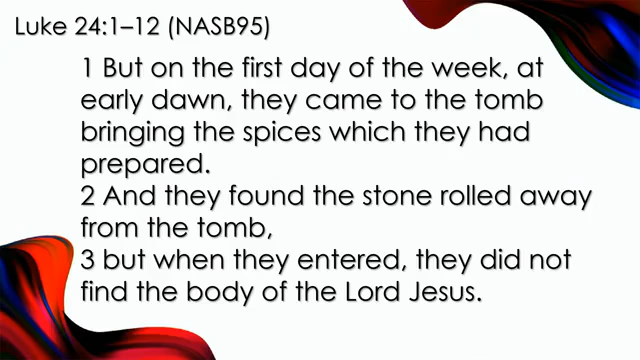 Luke 24:1–12 (NASB95)
1 But on the first day of the week, at
early dawn, they came to the tomb
bringing the spices which they had
prepared.
2 And they found the stone rolled away
from the tomb,
3 but when they entered, they did not
find the body of the Lord Jesus.